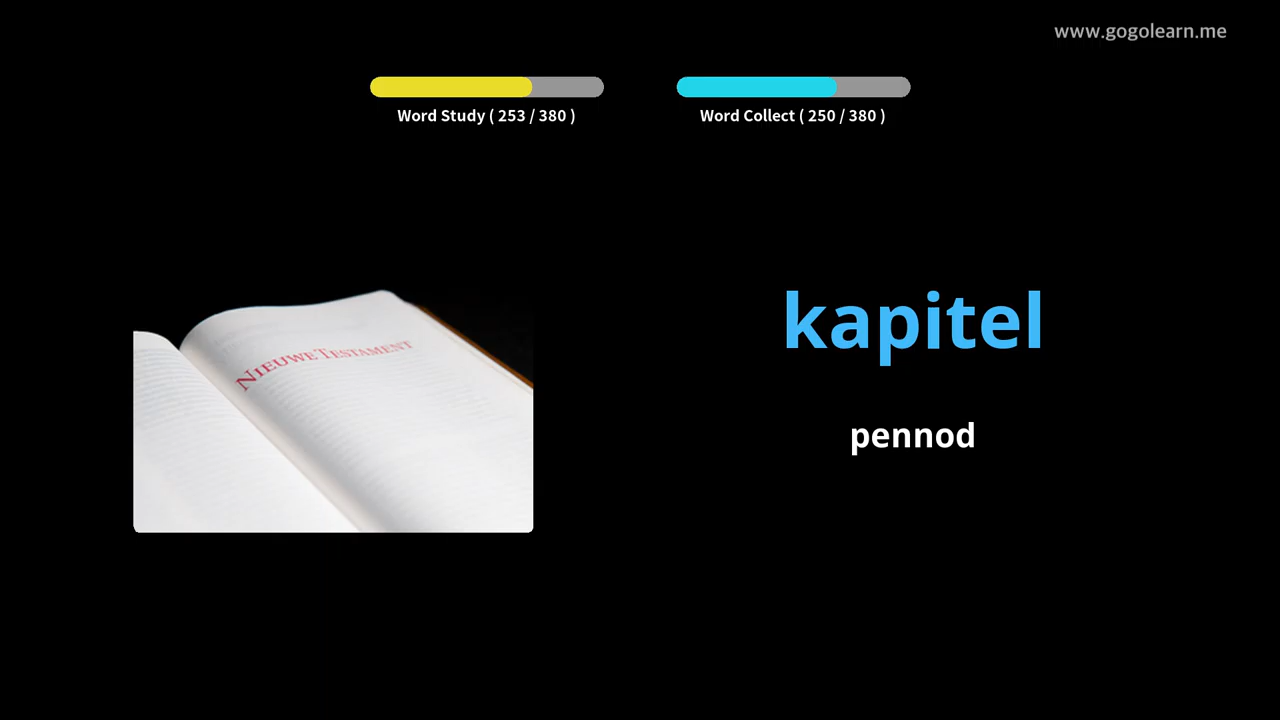 www.gogolearn.me
Word Study ( 253 / 380 )
Word Collect ( 250 / 380 )
NIEUWE TESTAMENT
kapitel
pennod